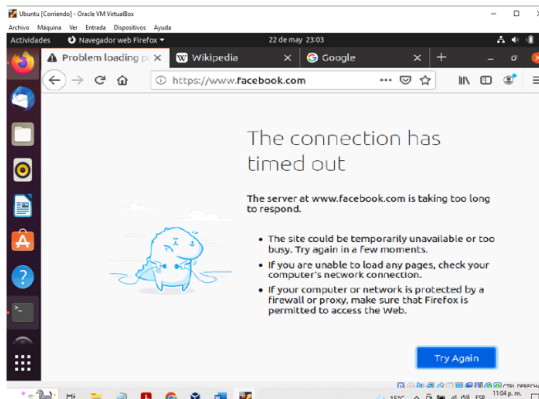 Ubuntu [Corriendo] - Oracle VM VirtualBox
Archivo Máquina Ver Entrada Dispositivos Ayuda
Actividades Navegador web Firefox 22 de may 23:03
Problem loading p Wikipedia Google
https://www.facebook.com
The connection has
timed out
The server at www.facebook.com is taking too long
to respond.
The site could be temporarily unavailable or too
busy. Try again in a few moments.
If you are unable to load any pages, check your
computer's network connection.
If your computer or network is protected by a
firewall or proxy, make sure that Firefox is
permitted to access the Web.
Try Again
CTRL DERECHA
15°C ESP 11:04 p. m.